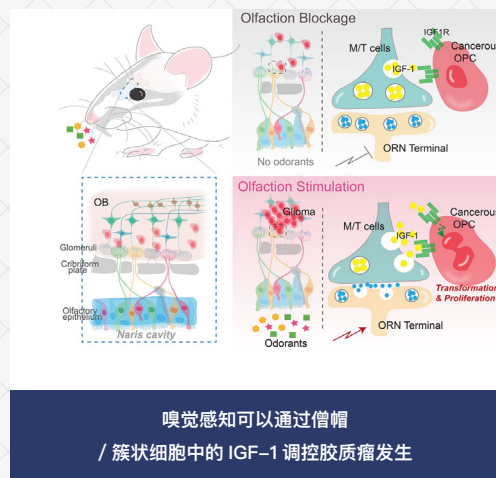 Olfaction Blockage
No odorants
M/T cells
IGF-1
IGF1R
Cancerous
OPC
ORN Terminal
OB
Glomeruli
Cribriform
plate
Olfactory
epithelium
Naris cavity
Olfaction Stimulation
Glioma
Odorants
M/T cells
IGF-1
Cancerous
OPC
Transformation
& Proliferation
ORN Terminal
嗅觉感知可以通过僧帽
/ 簇状细胞中的 IGF-1 调控胶质瘤发生